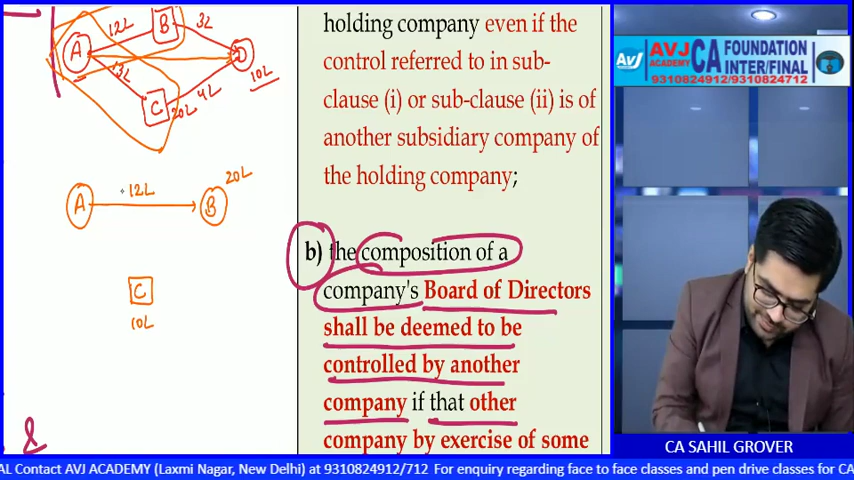 12L
B
3L
A
D
13L
10L
C
20L
4L
12L
20L
A
B
C
10L
&
holding company even if the
control referred to in sub-
clause (i) or sub-clause (ii) is of
another subsidiary company of
the holding company;
b) the composition of a
company's Board of Directors
shall be deemed to be
controlled by another
company if that other
company by exercise of some
AVJ
AVJ CA FOUNDATION
ACADEMY INTER/FINAL
9310824912/9310824712
CA SAHIL GROVER
AL Contact AVJ ACADEMY (Laxmi Nagar, New Delhi) at 9310824912/712 For enquiry regarding face to face classes and pen drive classes for CA